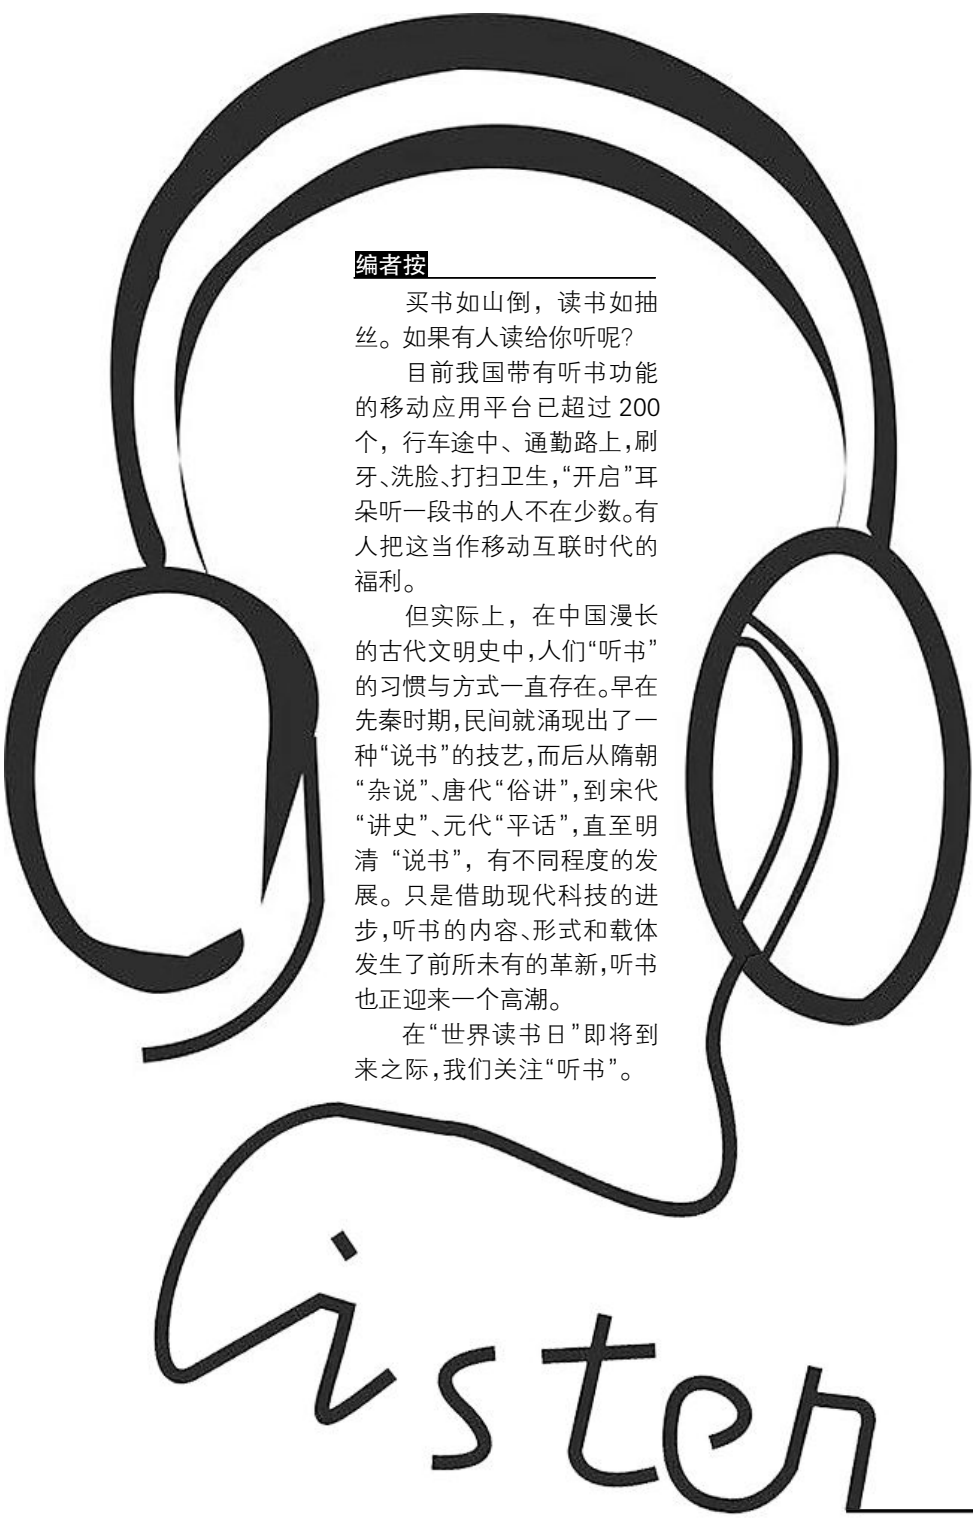 编者按
买书如山倒，读书如抽
丝。如果有人读给你听呢？
目前我国带有听书功能
的移动应用平台已超过 200
个，行车途中、通勤路上，刷
牙、洗脸、打扫卫生，“开启”耳
朵听一段书的人不在少数。有
人把这当作移动互联时代的
福利。
但实际上，在中国漫长
的古代文明史中，人们“听书”
的习惯与方式一直存在。早在
先秦时期，民间就涌现出了一
种“说书”的技艺，而后从隋朝
“杂说”、唐代“俗讲”，到宋代
“讲史”、元代“平话”，直至明
清“说书”，有不同程度的发
展。只是借助现代科技的进
步，听书的内容、形式和载体
发生了前所未有的革新，听书
也正迎来一个高潮。
在“世界读书日”即将到
来之际，我们关注“听书”。
Listen